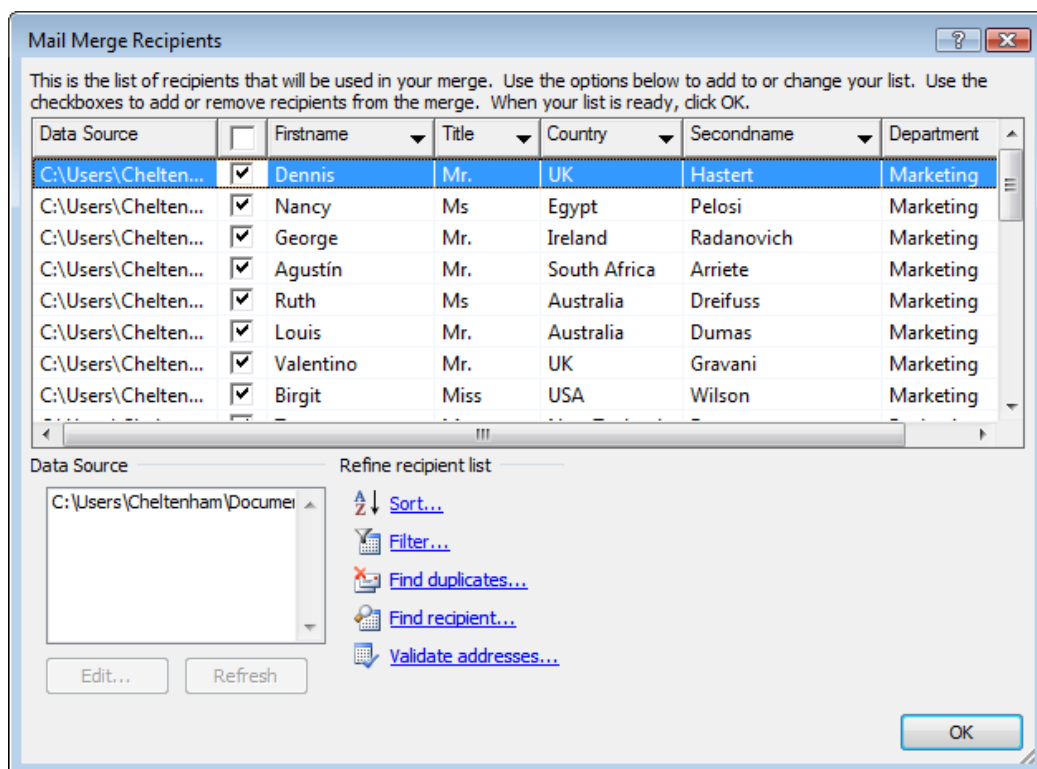 Mail Merge Recipients
This is the list of recipients that will be used in your merge. Use the options below to add to or change your list. Use the
checkboxes to add or remove recipients from the merge. When your list is ready, click OK.
Data Source Firstname Title Country Secondname Department
C:\Users\Chelten... Dennis Mr. UK Hastert Marketing
C:\Users\Chelten... Nancy Ms Egypt Pelosi Marketing
C:\Users\Chelten... George Mr. Ireland Radanovich Marketing
C:\Users\Chelten... Agustín Mr. South Africa Arriete Marketing
C:\Users\Chelten... Ruth Ms Australia Dreifuss Marketing
C:\Users\Chelten... Louis Mr. Australia Dumas Marketing
C:\Users\Chelten... Valentino Mr. UK Gravani Marketing
C:\Users\Chelten... Birgit Miss USA Wilson Marketing
Data Source
Refine recipient list
C:\Users\Cheltenham\Documen
Sort...
Filter...
Find duplicates...
Find recipient...
Validate addresses...
Edit...
Refresh
OK